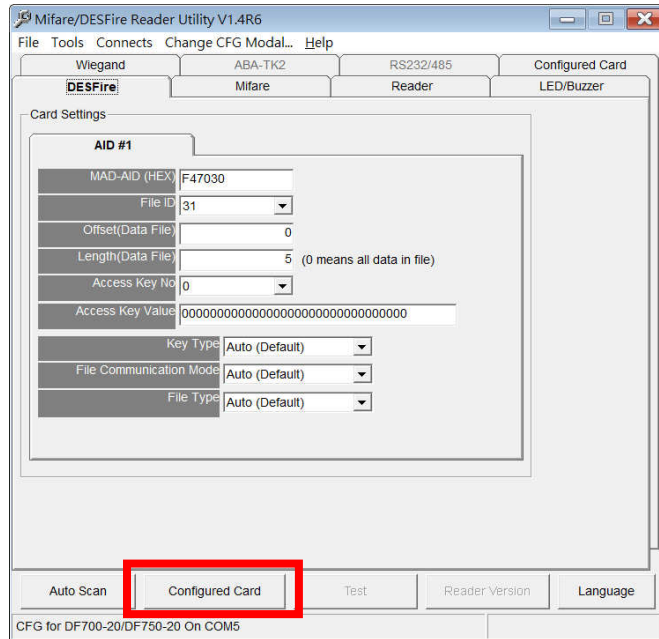 Mifare/DESFire Reader Utility V1.4R6
File Tools Connects Change CFG Modal... Help
Wiegand ABA-TK2 RS232/485 Configured Card
DESFire Mifare Reader LED/Buzzer
Card Settings
AID #1
MAD-AID (HEX) F47030
File ID 31
Offset(Data File) 0
Length(Data File) 5 (0 means all data in file)
Access Key No 0
Access Key Value 00000000000000000000000000000000
Key Type Auto (Default)
File Communication Mode Auto (Default)
File Type Auto (Default)
Auto Scan Configured Card Test Reader Version Language
CFG for DF700-20/DF750-20 On COM5